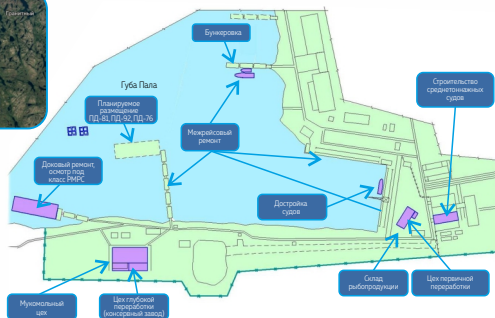 Гранитный
Бункеровка
Губа Пала
Планируемое
размещение
ПД-81, ПД-92, ПД-76
Межрейсовый
ремонт
Строительство
среднетоннажных
судов
Доковый ремонт,
осмотр под
класс РМРС
Достройка
судов
Мукомольный
цех
Цех глубокой
переработки
(консервный завод)
Склад
рыбопродукции
Цех первичной
переработки